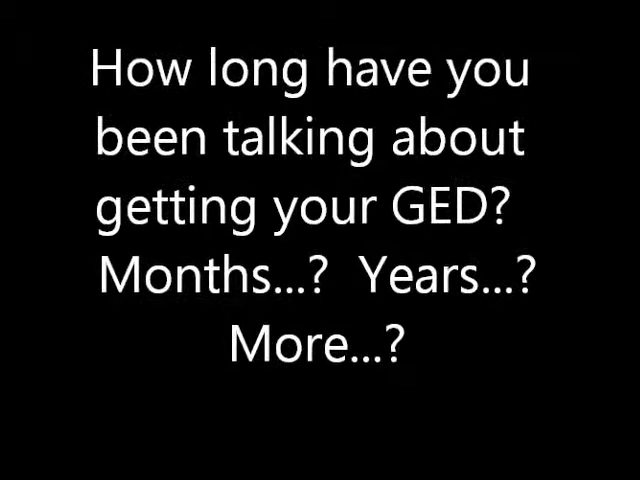 How long have you
been talking about
getting your GED?
Months...?  Years...?
More...?